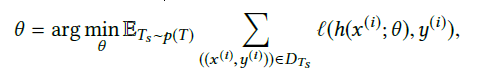 θ = arg min_θ 𝔼_{T_s∼p(T)} ∑_{((x^{(i)}, y^{(i)}))∈D_{T_s}} ℓ(h(x^{(i)}; θ), y^{(i)}),